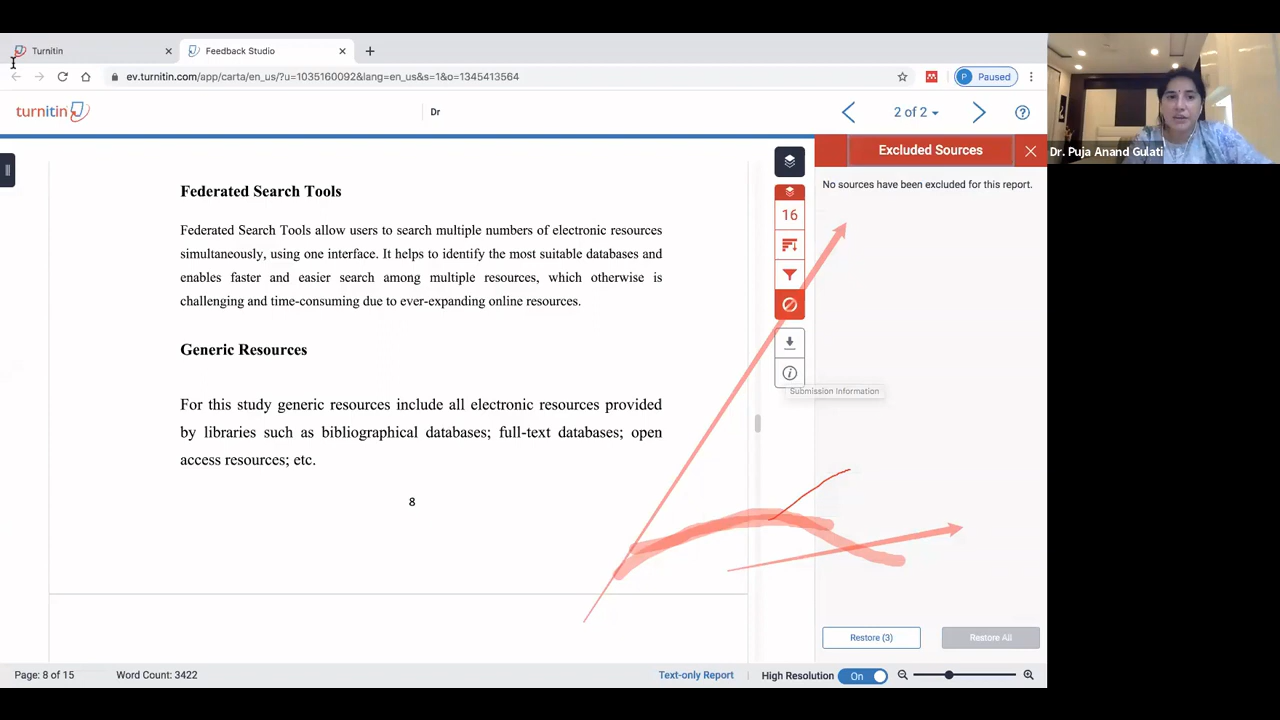 Turnitin
Feedback Studio
ev.turnitin.com/app/carta/en_us/?u=1035160092&lang=en_us&s=1&o=1345413564
P Paused
turnitin
Dr
2 of 2
Excluded Sources
Dr. Puja Anand Gulati
No sources have been excluded for this report.
16
Federated Search Tools
Federated Search Tools allow users to search multiple numbers of electronic resources
simultaneously, using one interface. It helps to identify the most suitable databases and
enables faster and easier search among multiple resources, which otherwise is
challenging and time-consuming due to ever-expanding online resources.
Generic Resources
Submission Information
For this study generic resources include all electronic resources provided
by libraries such as bibliographical databases; full-text databases; open
access resources; etc.
8
Restore (3)
Restore All
Page: 8 of 15
Word Count: 3422
Text-only Report
High Resolution
On